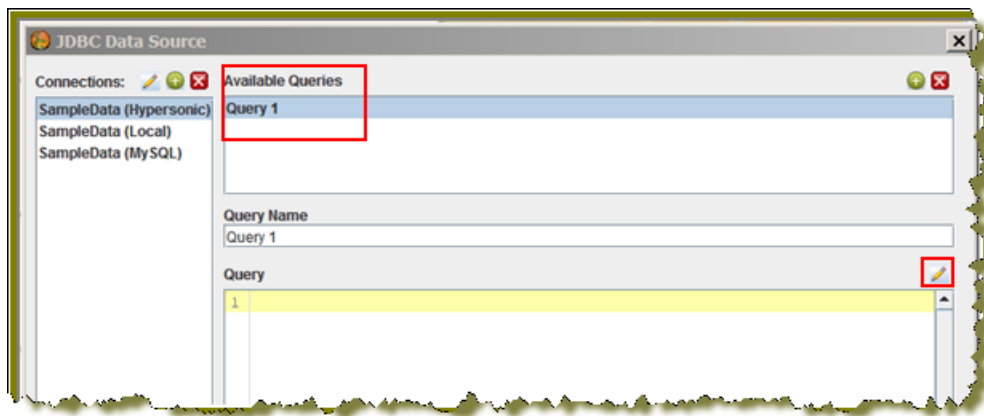 JDBC Data Source
Connections:
SampleData (Hypersonic)
SampleData (Local)
SampleData (MySQL)
Available Queries
Query 1
Query Name
Query 1
Query
1